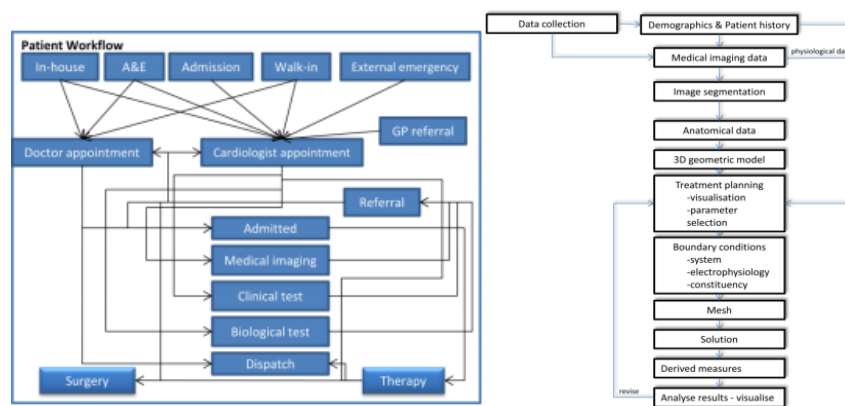 Patient Workflow
In-house
A&E
Admission
Walk-in
External emergency
GP referral
Doctor appointment
Cardiologist appointment
Referral
Admitted
Medical imaging
Clinical test
Biological test
Dispatch
Surgery
Therapy
Data collection
Demographics & Patient history
Medical imaging data
physiological da
Image segmentation
Anatomical data
3D geometric model
Treatment planning
-visualisation
-parameter
selection
Boundary conditions
-system
-electrophysiology
-constituency
Mesh
Solution
Derived measures
revise
Analyse results - visualise